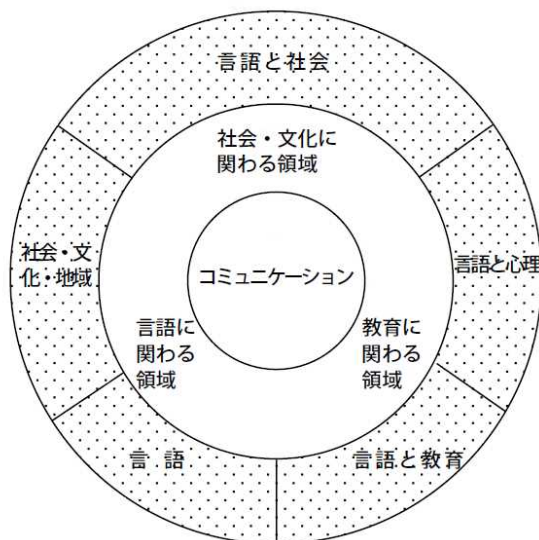 言語と社会
社会・文化に
関わる領域
社会・文
化・地域
コミュニケーション
言語と心理
言語に
関わる
領域
教育に
関わる
領域
言語
言語と教育